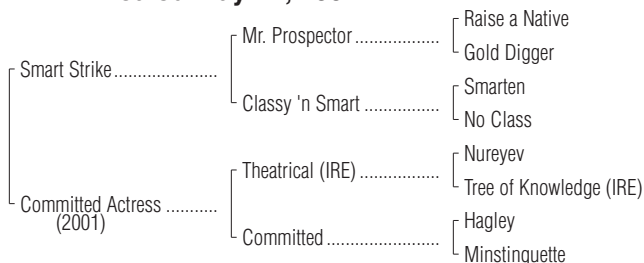 Raise a Native
Mr. Prospector ....................
Gold Digger
Smart Strike ........................
Smarten
Classy 'n Smart ..................
No Class
Nureyev
Theatrical (IRE) ...................
Tree of Knowledge (IRE)
Committed Actress ............
(2001)
Hagley
Committed ..........................
Minstinguette